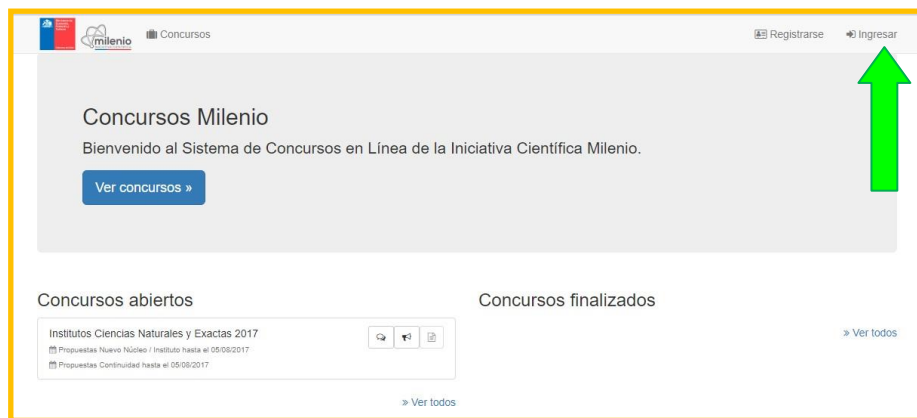 milenio
Concursos
Registrarse
Ingresar
Concursos Milenio
Bienvenido al Sistema de Concursos en Línea de la Iniciativa Científica Milenio.
Ver concursos »
Concursos abiertos
Concursos finalizados
Institutos Ciencias Naturales y Exactas 2017
Propuestas Nuevo Núcleo / Instituto hasta el 05/08/2017
Propuestas Continuidad hasta el 05/08/2017
» Ver todos
» Ver todos